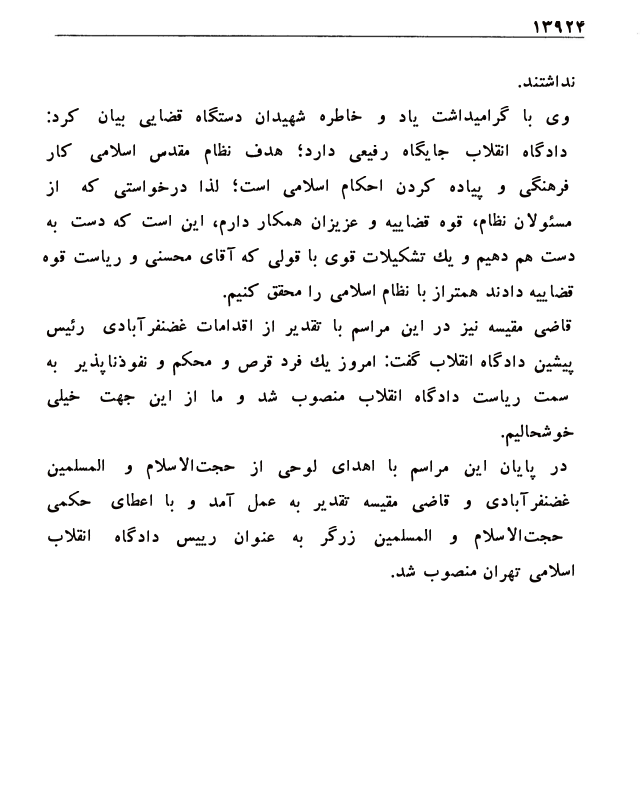 ۱۳۹۲۴
نداشتند.
وی با گرامیداشت یاد و خاطره شهیدان دستگاه قضایی بیان کرد:
دادگاه انقلاب جایگاه رفیعی دارد؛ هدف نظام مقدس اسلامی کار
فرهنگی و پیاده کردن احکام اسلامی است؛ لذا درخواستی که از
مسئولان نظام، قوه قضاییه و عزیزان همکار دارم، این است که دست به
دست هم دهیم و یك تشکیلات قوی با قولی که آقای محسنی و ریاست قوه
قضاییه دادند همتراز با نظام اسلامی را محقق کنیم.
قاضی مقیسه نیز در این مراسم با تقدیر از اقدامات غضنفرآبادی رئیس
پیشین دادگاه انقلاب گفت: امروز یك فرد قرص و محکم و نفوذناپذیر به
سمت ریاست دادگاه انقلاب منصوب شد و ما از این جهت خیلی
خوشحالیم.
در پایان این مراسم با اهدای لوحی از حجت‌الاسلام و المسلمین
غضنفرآبادی و قاضی مقیسه تقدیر به عمل آمد و با اعطای حکمی
حجت‌الاسلام و المسلمین زرگر به عنوان رییس دادگاه انقلاب
اسلامی تهران منصوب شد.